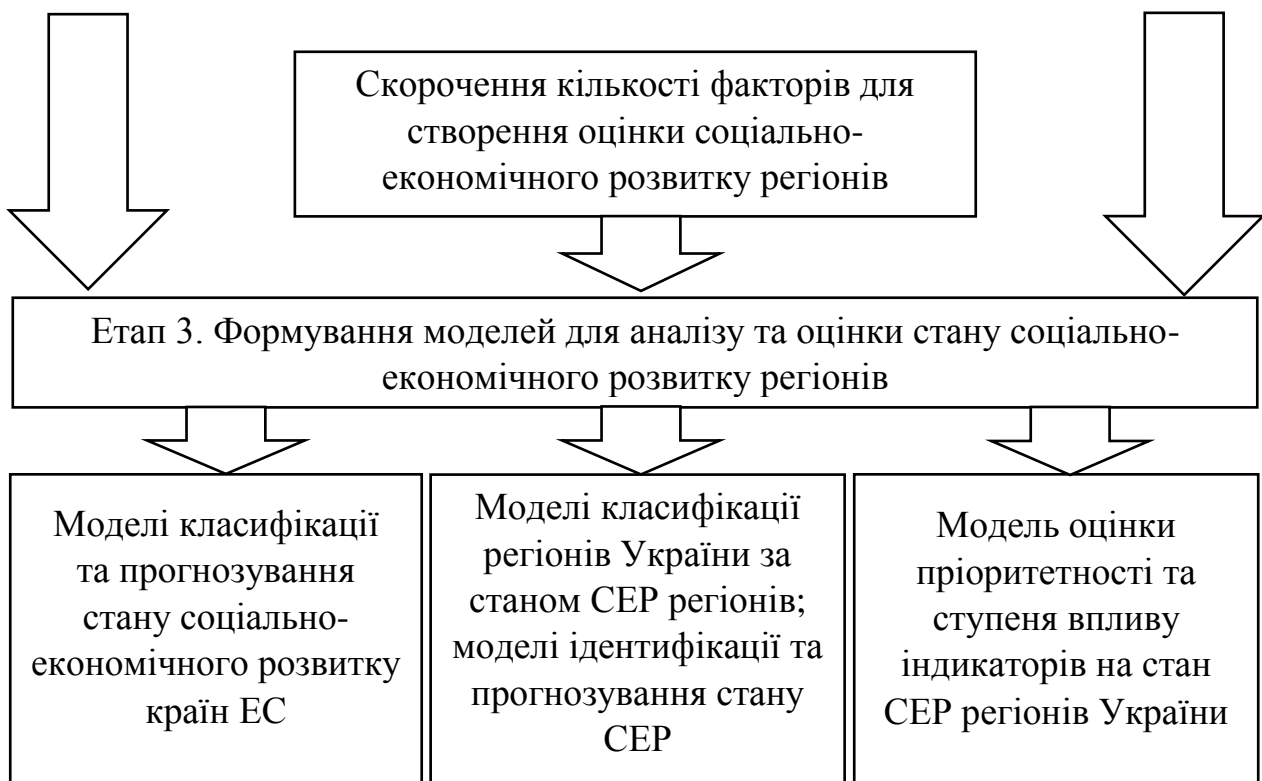 Скорочення кількості факторів для
створення оцінки соціально-
економічного розвитку регіонів
Етап 3. Формування моделей для аналізу та оцінки стану соціально-
економічного розвитку регіонів
Моделі класифікації
та прогнозування
стану соціально-
економічного розвитку
країн ЕС
Моделі класифікації
регіонів України за
станом СЕР регіонів;
моделі ідентифікації та
прогнозування стану
СЕР
Модель оцінки
пріоритетності та
ступеня впливу
індикаторів на стан
СЕР регіонів України